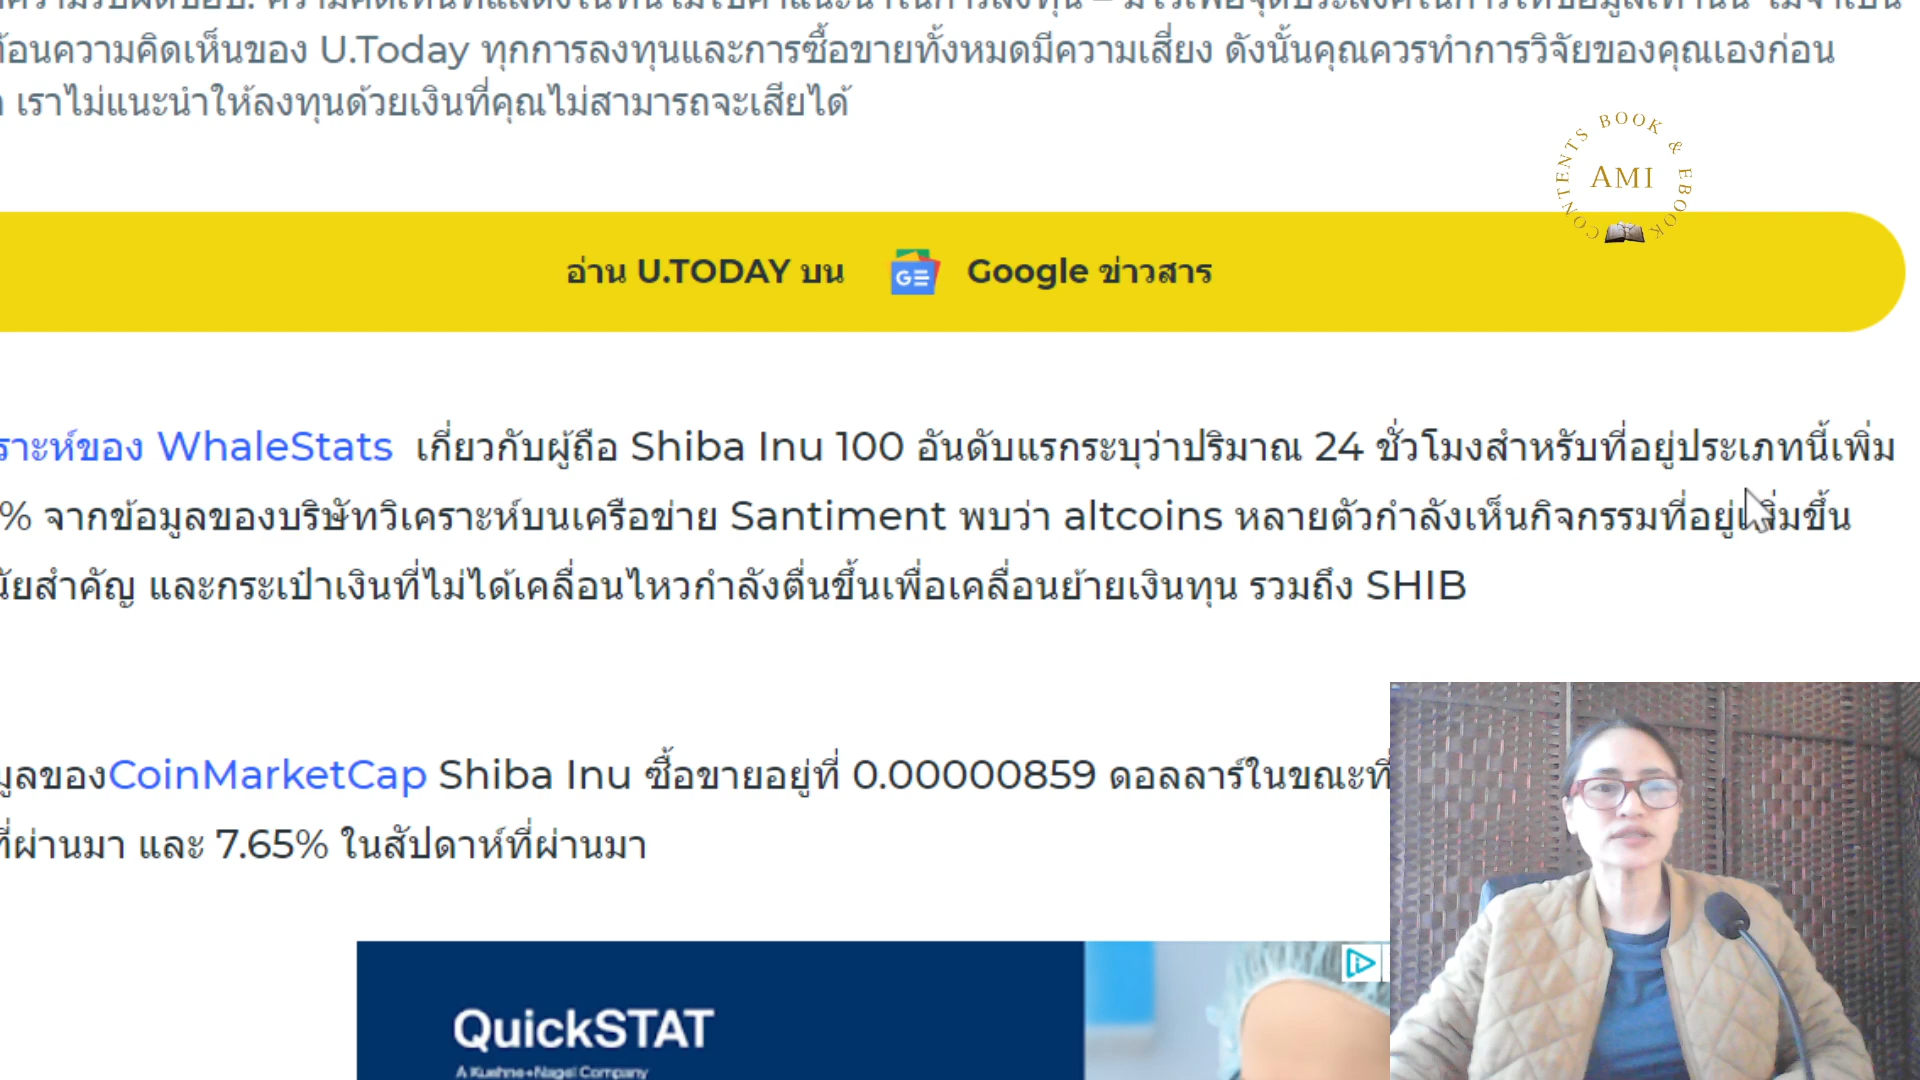 ต้อนความคิดเห็นของ U.Today ทุกการลงทุนและการซื้อขายทั้งหมดมีความเสี่ยง ดังนั้นคุณควรทำการวิจัยของคุณเองก่อน
เราไม่แนะนำให้ลงทุนด้วยเงินที่คุณไม่สามารถจะเสียได้
CONTENTS BOOK & EBOOK
AMI
อ่าน U.TODAY บน GE Google ข่าวสาร
ราะห์ของ WhaleStats เกี่ยวกับผู้ถือ Shiba Inu 100 อันดับแรกระบุว่าปริมาณ 24 ชั่วโมงสำหรับที่อยู่ประเภทนี้เพิ่ม
% จากข้อมูลของบริษัทวิเคราะห์บนเครือข่าย Santiment พบว่า altcoins หลายตัวกำลังเห็นกิจกรรมที่อยู่เพิ่มขึ้น
นัยสำคัญ และกระเป๋าเงินที่ไม่ได้เคลื่อนไหวกำลังตื่นขึ้นเพื่อเคลื่อนย้ายเงินทุน รวมถึง SHIB
มูลของCoinMarketCap Shiba Inu ซื้อขายอยู่ที่ 0.00000859 ดอลลาร์ในขณะที่
ที่ผ่านมา และ 7.65% ในสัปดาห์ที่ผ่านมา
QuickSTAT
A Kuehne+Nagel Company